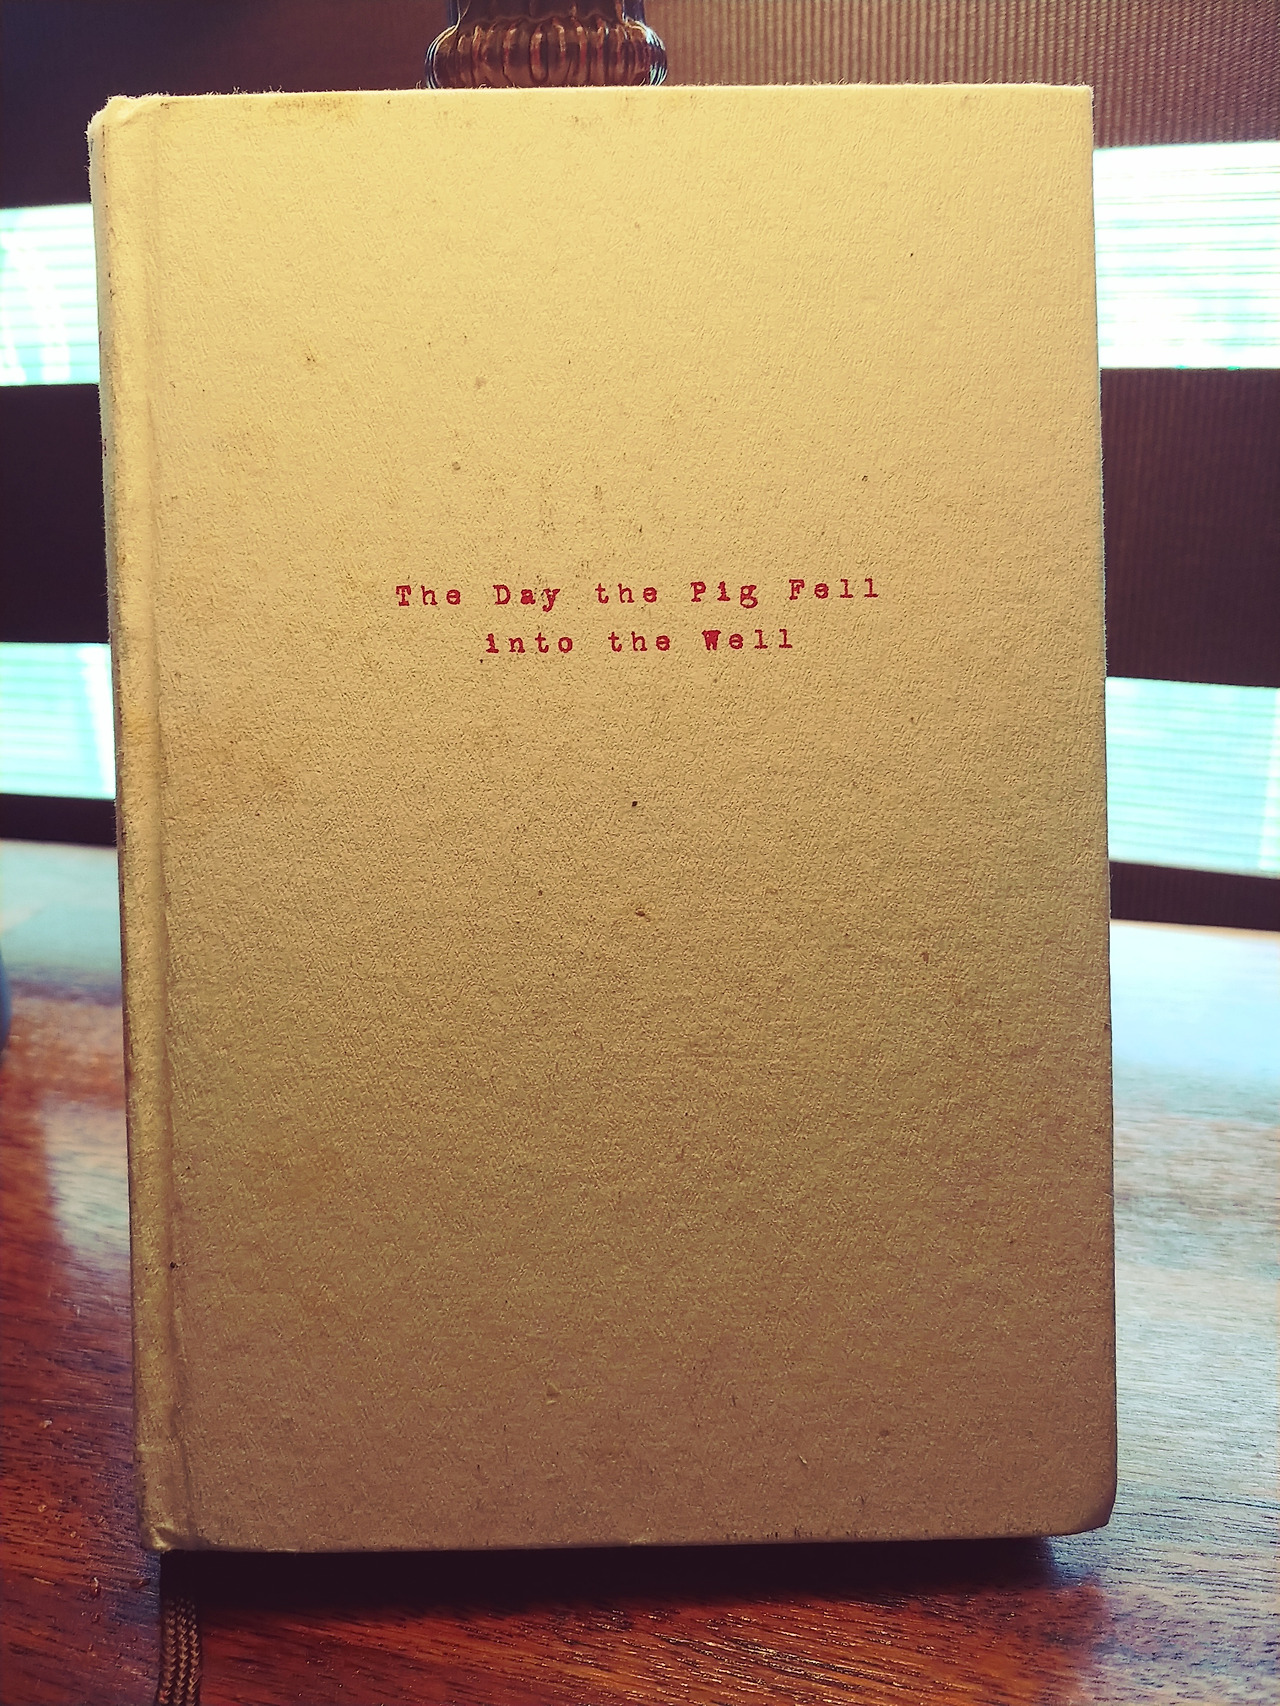 The Day the Pig Fell
into the Well